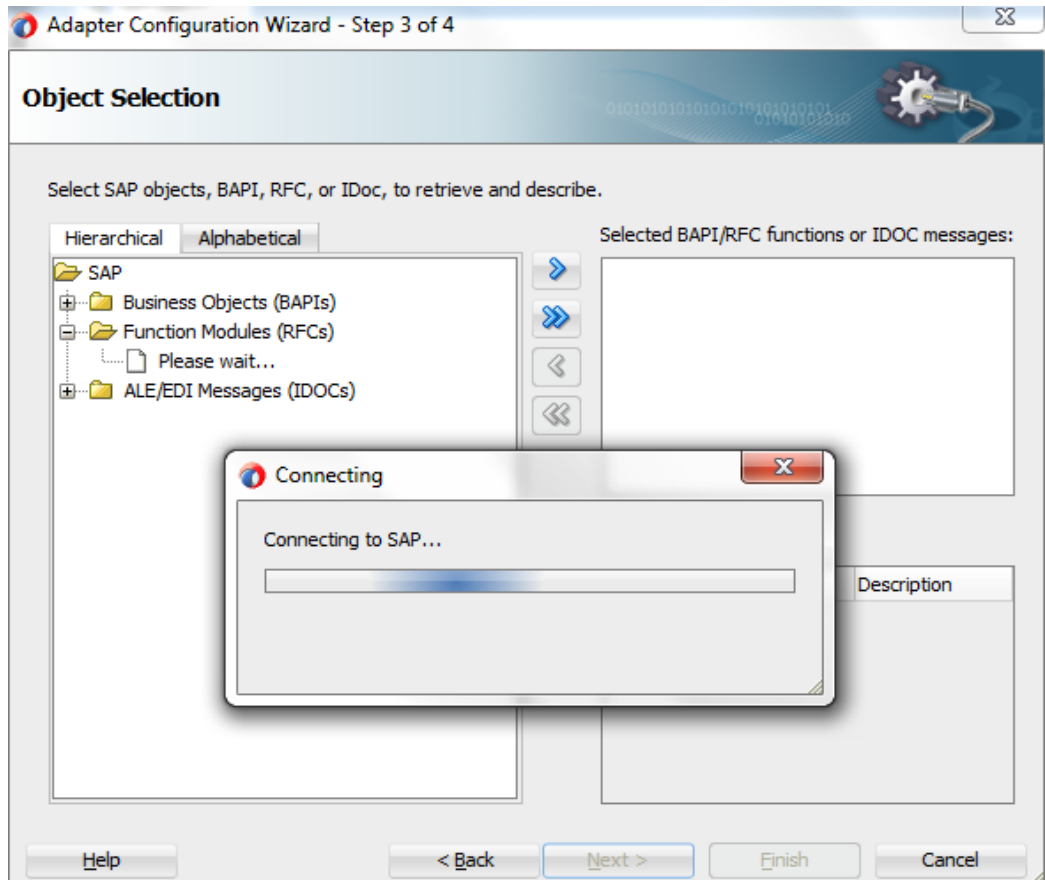 Adapter Configuration Wizard - Step 3 of 4
Object Selection
Select SAP objects, BAPI, RFC, or IDoc, to retrieve and describe.
Hierarchical Alphabetical
Selected BAPI/RFC functions or IDOC messages:
SAP
Business Objects (BAPIs)
Function Modules (RFCs)
Please wait...
ALE/EDI Messages (IDOCs)
Connecting
Connecting to SAP...
Description
Help < Back Next > Finish Cancel